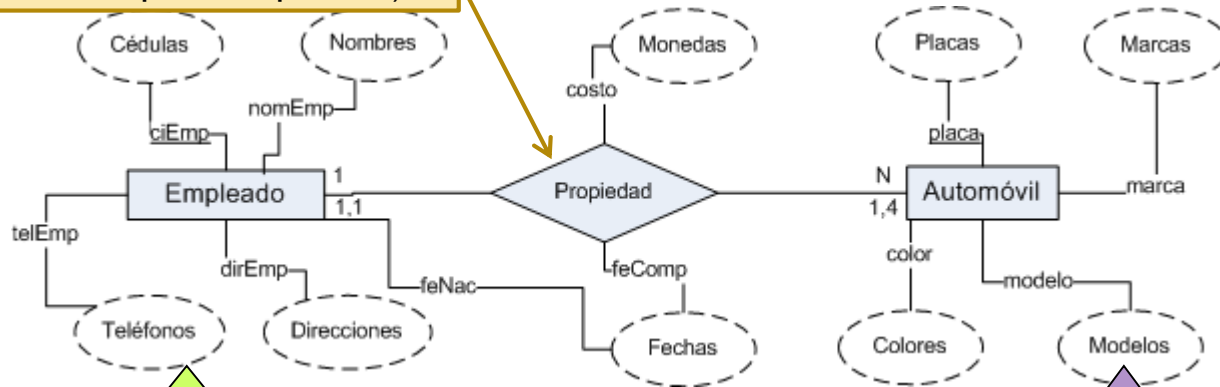 Cédulas
Nombres
Monedas
Placas
Marcas
costo
nomEmp
ciEmp
placa
Empleado
1
1,1
Propiedad
N
1,4
Automóvil
marca
telEmp
dirEmp
feNac
feComp
color
modelo
Teléfonos
Direcciones
Fechas
Colores
Modelos